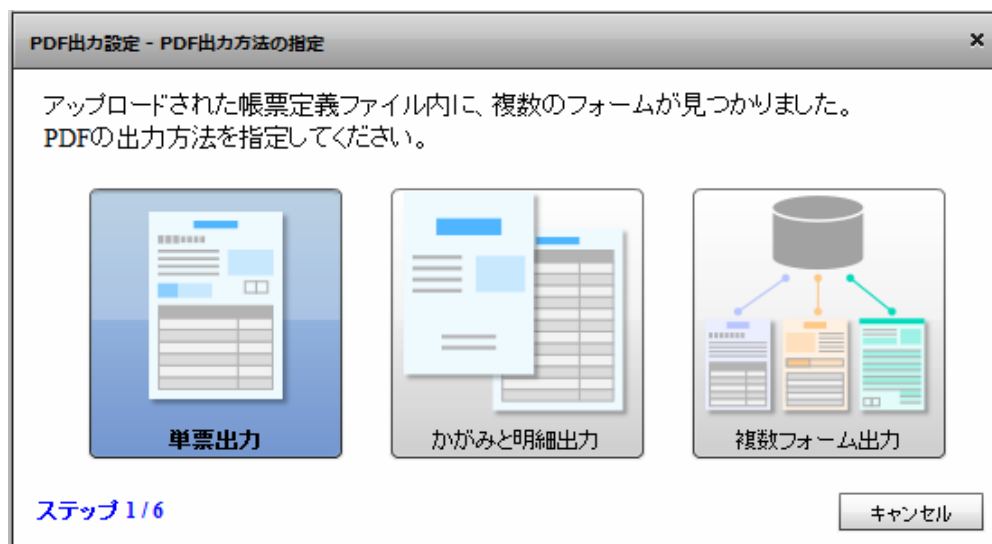 PDF出力設定 - PDF出力方法の指定
×
アップロードされた帳票定義ファイル内に、複数のフォームが見つかりました。
PDFの出力方法を指定してください。
単票出力
かがみと明細出力
複数フォーム出力
ステップ 1 / 6
キャンセル